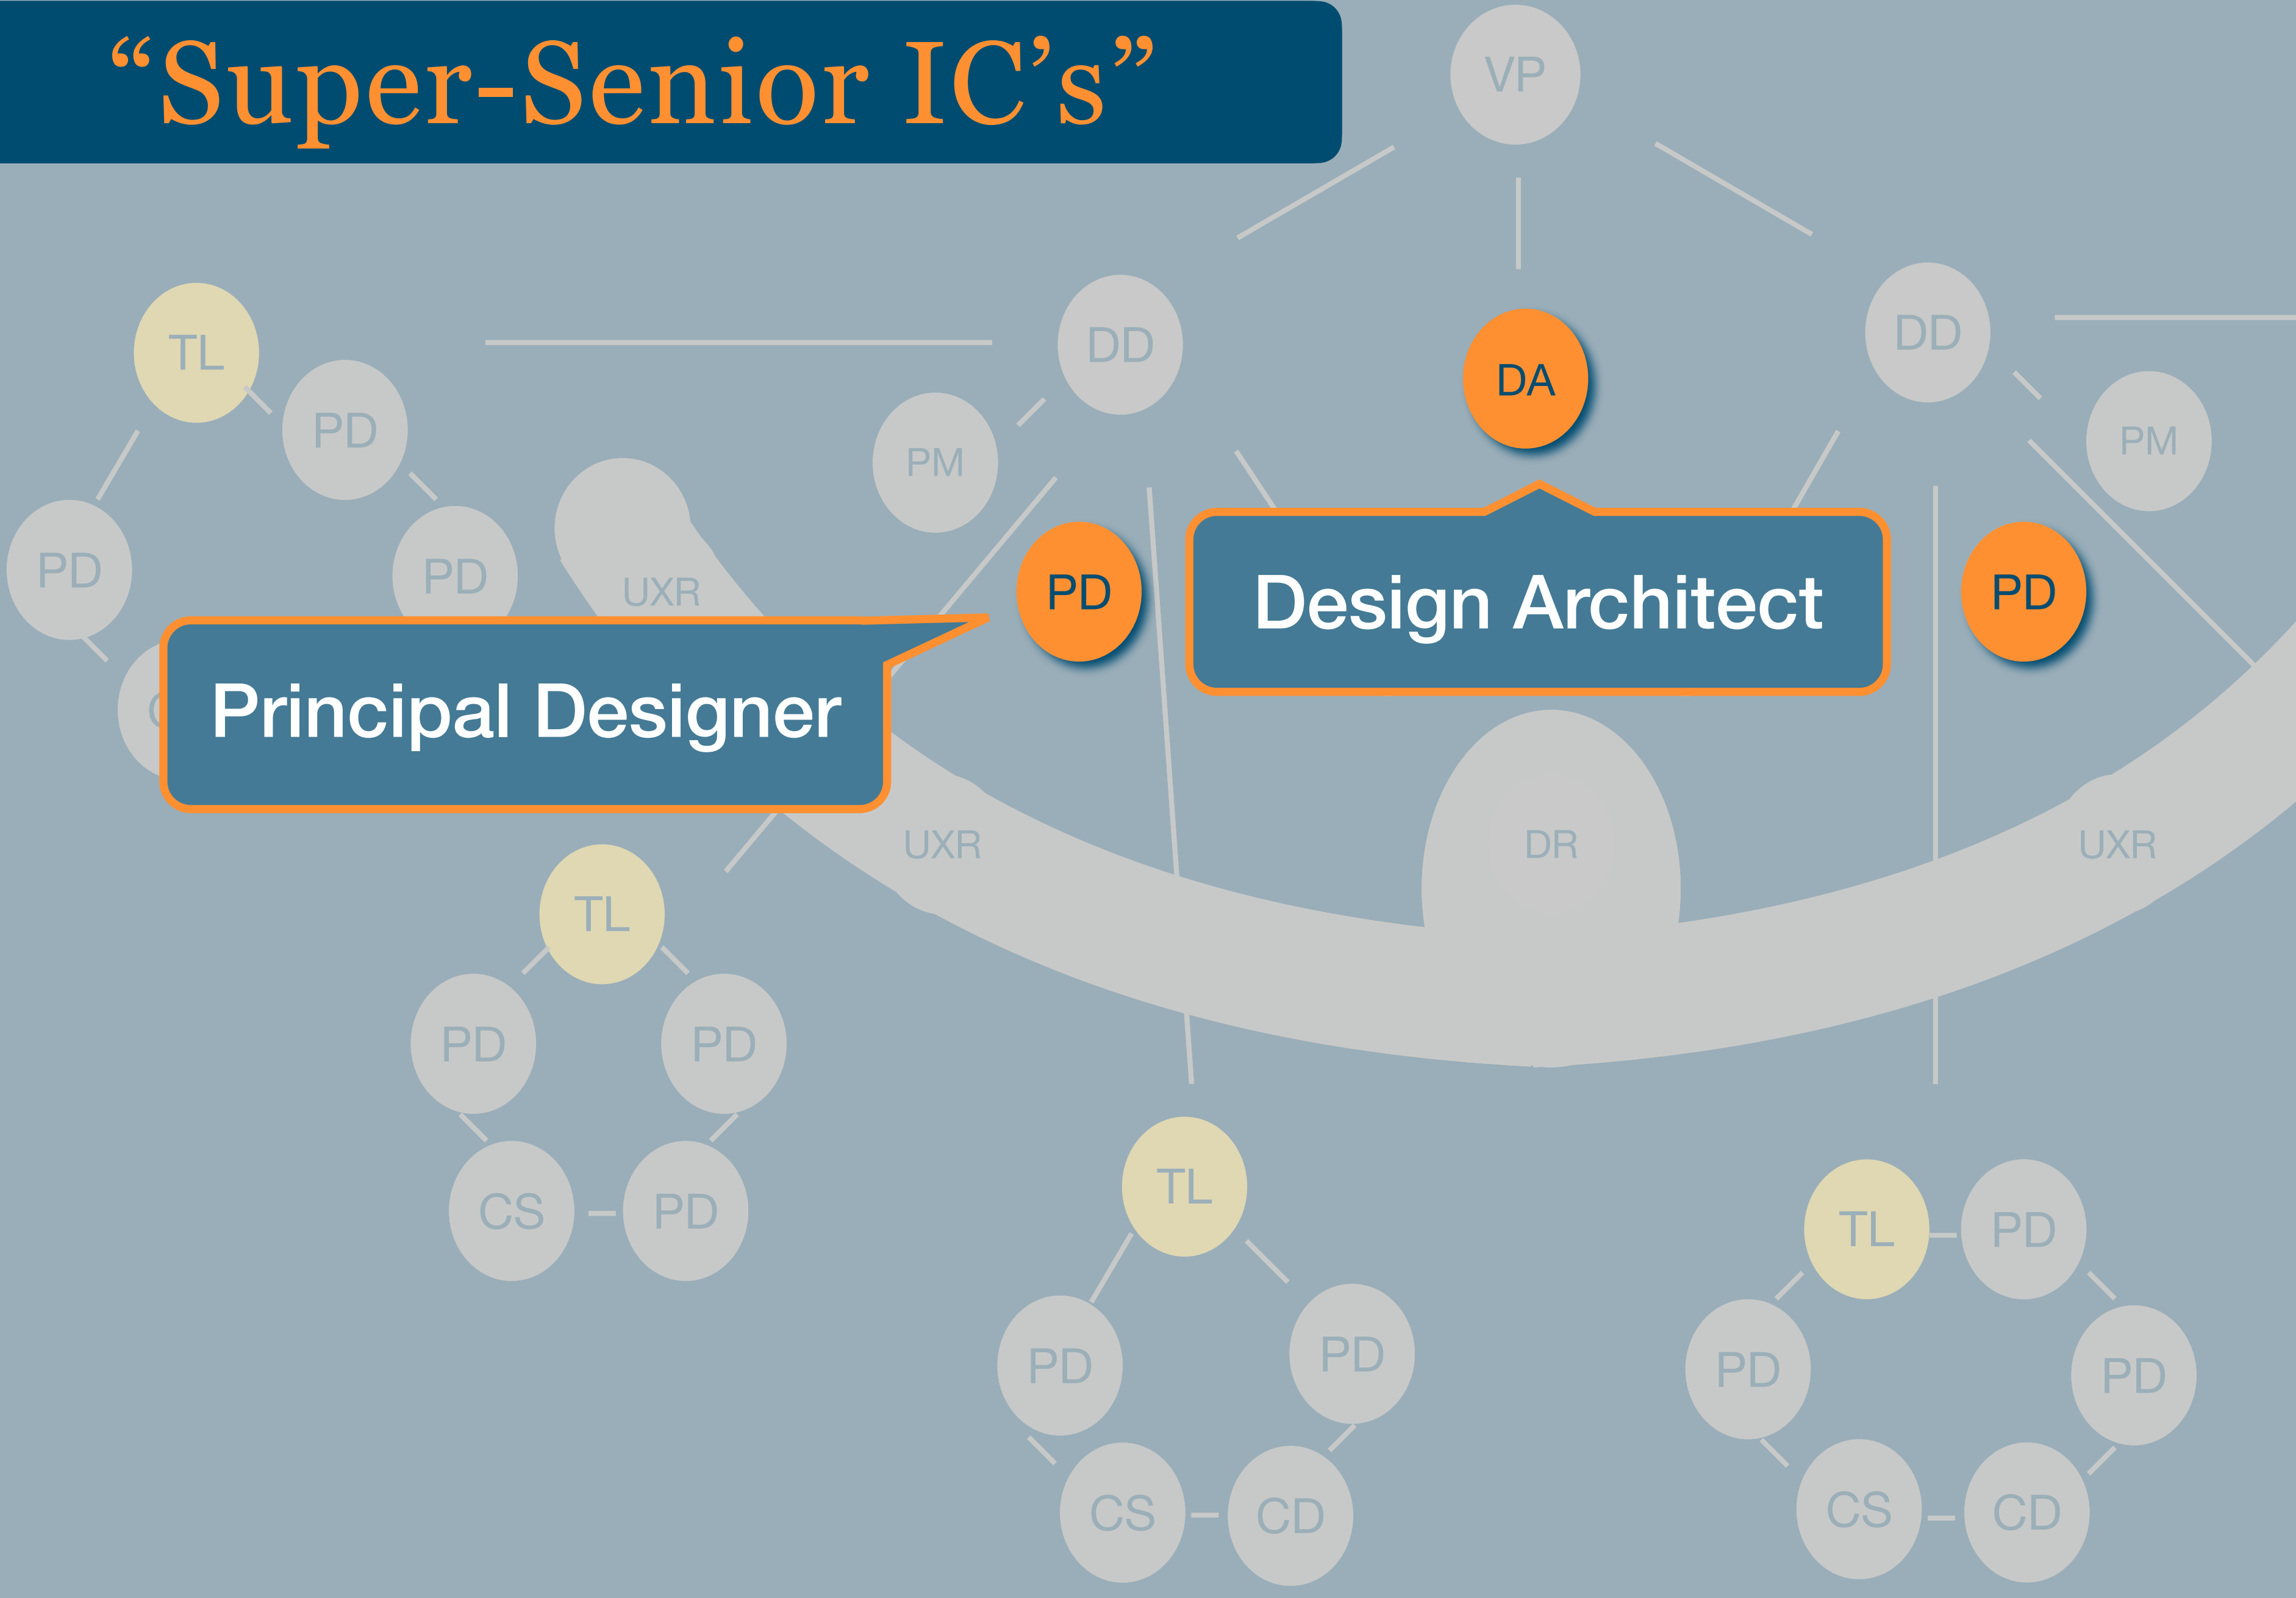 “Super-Senior IC’s”
VP
TL
DD
DA
DD
PD
PM
PM
PD
PD
UXR
PD
Design Architect
PD
Principal Designer
UXR
DR
UXR
TL
PD
PD
CS
PD
TL
TL
PD
PD
PD
PD
PD
CS
CD
CS
CD